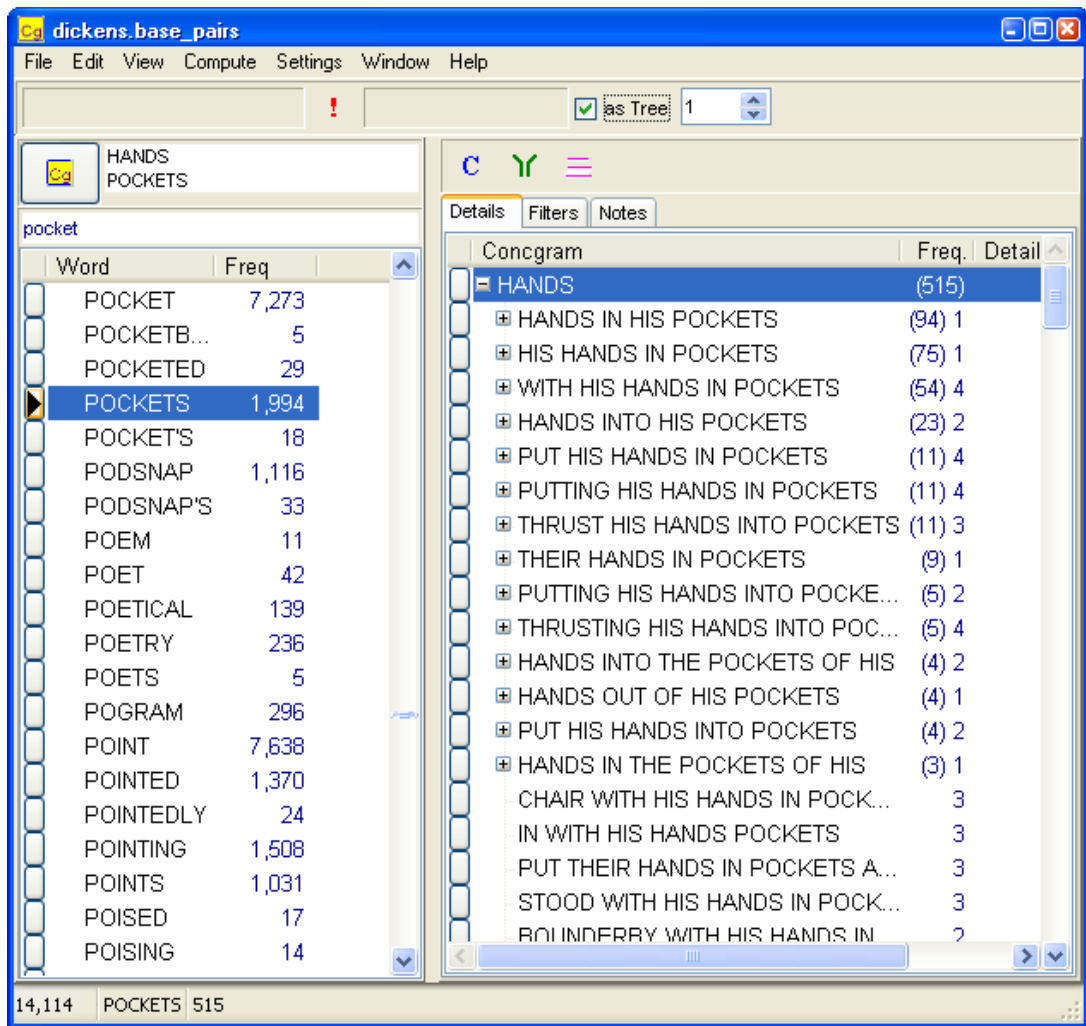 Cg dickens.base_pairs
File Edit View Compute Settings Window Help
! as Tree 1
Cg HANDS
POCKETS
C
pocket
Details Filters Notes
Word Freq
POCKET 7,273
POCKETB... 5
POCKETED 29
POCKETS 1,994
POCKET'S 18
PODSNAP 1,116
PODSNAP'S 33
POEM 11
POET 42
POETICAL 139
POETRY 236
POETS 5
POGRAM 296
POINT 7,638
POINTED 1,370
POINTEDLY 24
POINTING 1,508
POINTS 1,031
POISED 17
POISING 14
Concgram Freq. Detail
HANDS (515)
HANDS IN HIS POCKETS (94) 1
HIS HANDS IN POCKETS (75) 1
WITH HIS HANDS IN POCKETS (54) 4
HANDS INTO HIS POCKETS (23) 2
PUT HIS HANDS IN POCKETS (11) 4
PUTTING HIS HANDS IN POCKETS (11) 4
THRUST HIS HANDS INTO POCKETS (11) 3
THEIR HANDS IN POCKETS (9) 1
PUTTING HIS HANDS INTO POCKE... (5) 2
THRUSTING HIS HANDS INTO POC... (5) 4
HANDS INTO THE POCKETS OF HIS (4) 2
HANDS OUT OF HIS POCKETS (4) 1
PUT HIS HANDS INTO POCKETS (4) 2
HANDS IN THE POCKETS OF HIS (3) 1
CHAIR WITH HIS HANDS IN POCK... 3
IN WITH HIS HANDS POCKETS 3
PUT THEIR HANDS IN POCKETS A... 3
STOOD WITH HIS HANDS IN POCK... 3
BOUNDERBY WITH HIS HANDS IN 2
14,114 POCKETS 515